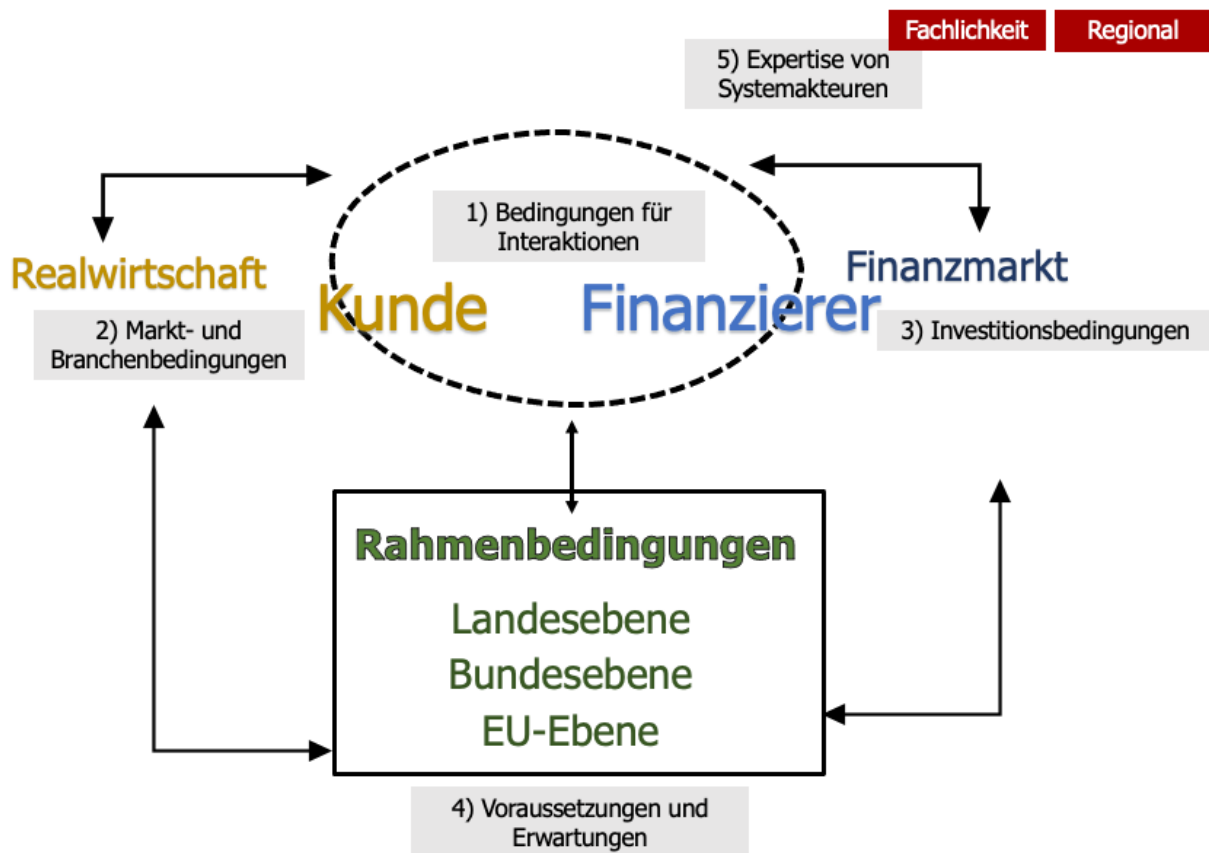 Fachlichkeit
Regional
5) Expertise von
Systemakteuren
1) Bedingungen für
Interaktionen
Realwirtschaft
Finanzmarkt
Kunde
Finanzierer
2) Markt- und
Branchenbedingungen
3) Investitionsbedingungen
Rahmenbedingungen
Landesebene
Bundesebene
EU-Ebene
4) Voraussetzungen und
Erwartungen